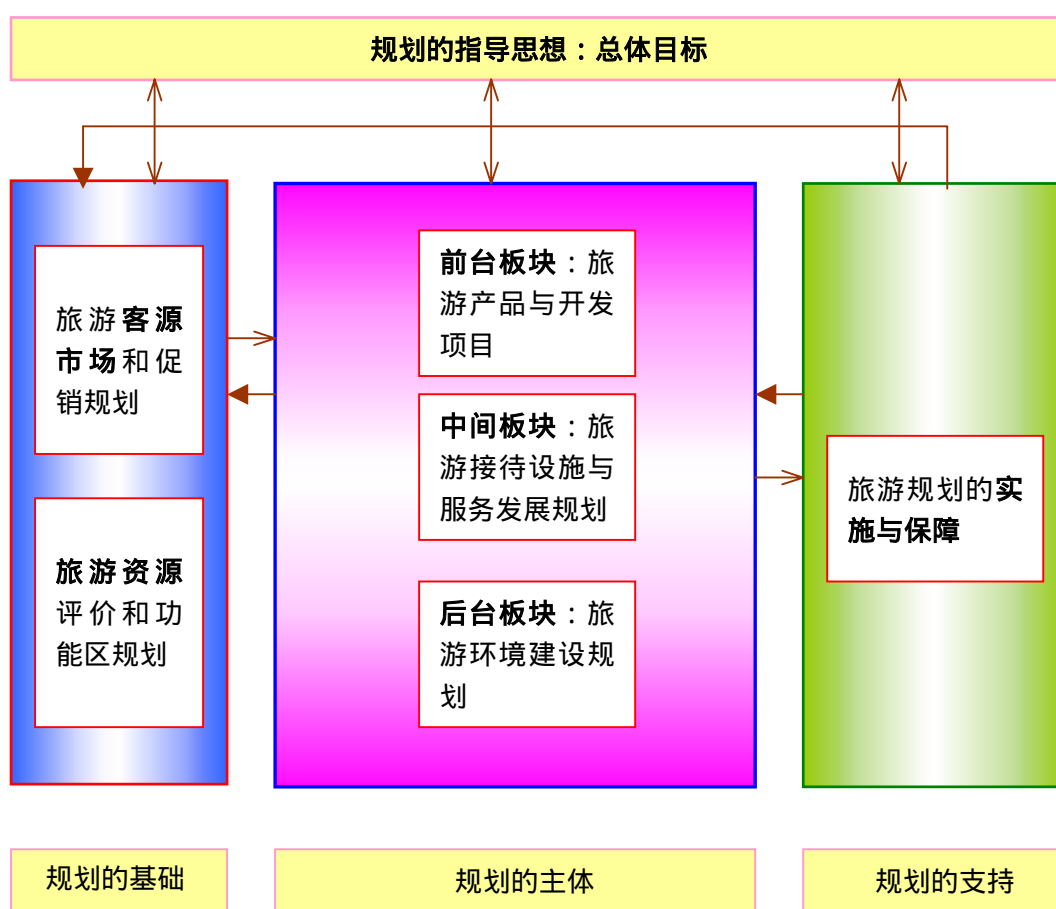 规划的指导思想：总体目标
旅游客源
市场和促
销规划
旅游资源
评价和功
能区规划
前台板块：旅
游产品与开发
项目
中间板块：旅
游接待设施与
服务发展规划
后台板块：旅
游环境建设规
划
旅游规划的实
施与保障
规划的基础
规划的主体
规划的支持